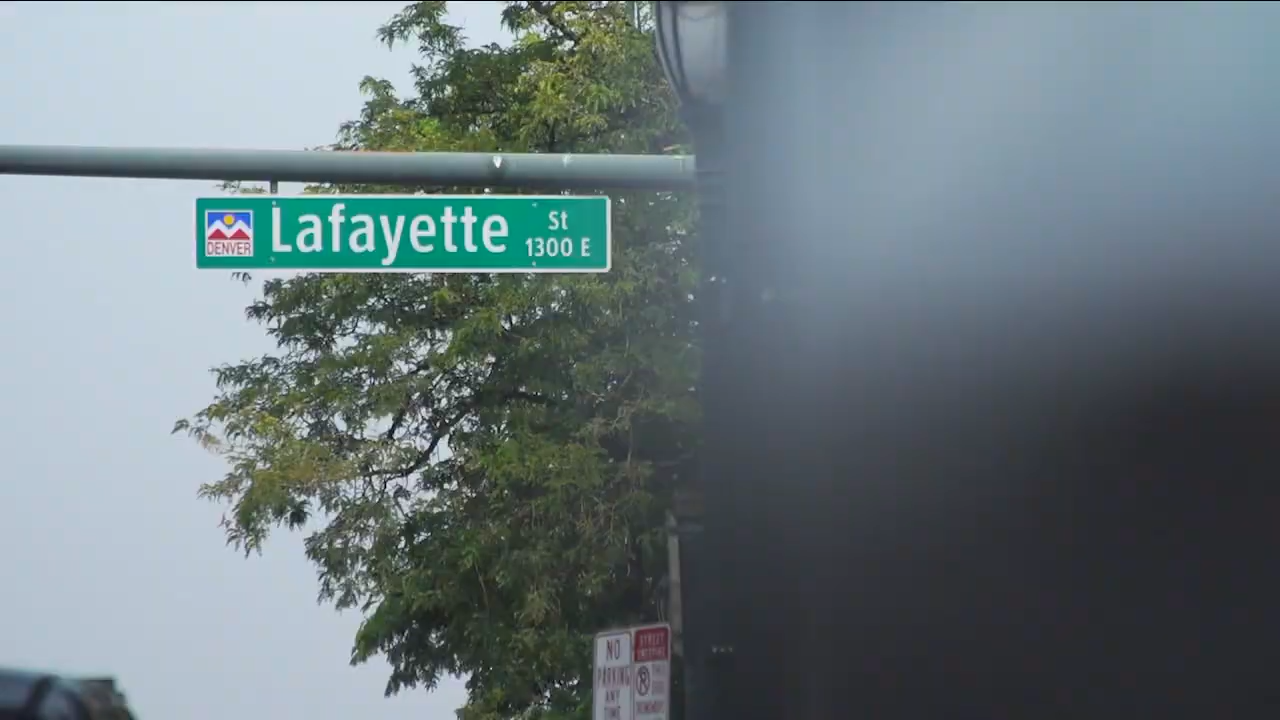 DENVER
Lafayette
St
1300 E
NO
PARKING
ANY
TIME
STREET